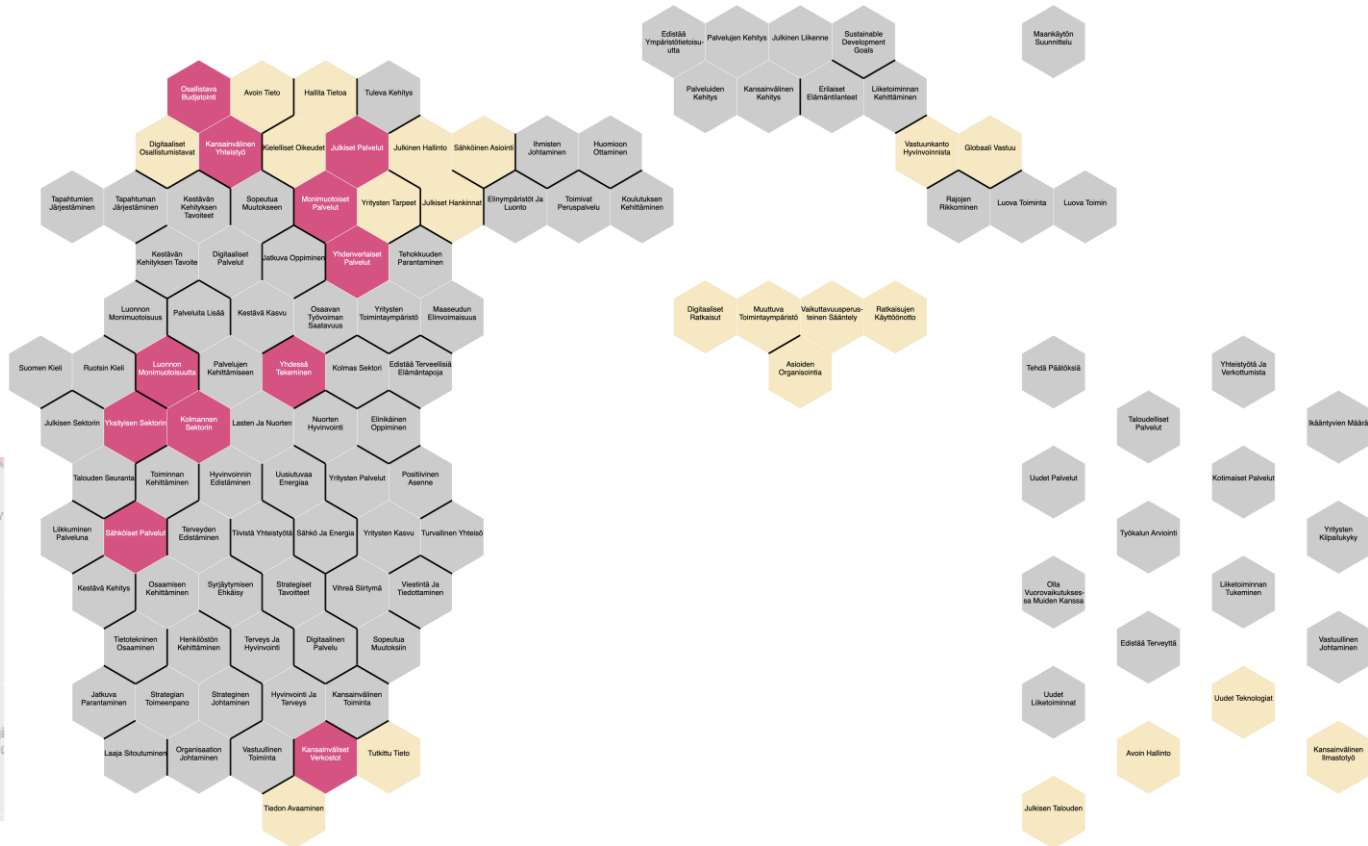 Edistää
Ympäristötietoisu-
utta
Palvelujen Kehitys
Julkinen Liikenne
Sustainable
Development
Goals
Maankäytön
Suunnittelu
Osallistava
Budjetointi
Avoin Tieto
Hallita Tietoa
Tuleva Kehitys
Palveluiden
Kehitys
Kansainvälinen
Kehitys
Erilaiset
Elämäntilanteet
Liiketoiminnan
Kehittäminen
Digitaaliset
Osallistumistavat
Kansainvälinen
Yhteistyö
Kielelliset Oikeudet
Julkiset Palvelut
Julkinen Hallinto
Sähköinen Asiointi
Ihmisten
Johtaminen
Huomioon
Ottaminen
Vastuunkanto
Hyvinvoinnista
Globaali Vastuu
Tapahtumien
Järjestäminen
Tapahtuman
Järjestäminen
Kestävän
Kehityksen
Tavoiteet
Sopeutua
Muutokseen
Monimuotoiset
Palvelut
Yritysten Tarpeet
Julkiset Hankinnat
Elinympäristöt Ja
Luonto
Toimivat
Peruspalvelu
Koulutuksen
Kehittäminen
Rajojen
Rikkominen
Luova Toiminta
Luova Toimin
Kestävän
Kehityksen Tavoite
Digitaaliset
Palvelut
Jatkuva Oppiminen
Yhdenvertaiset
Palvelut
Tehokkuuden
Parantaminen
Luonnon
Monimuotoisuus
Palveluita Lisää
Kestävä Kasvu
Osaavan
Työvoiman
Saatavuus
Yritysten
Toimintaympäristö
Maaseudun
Elinvoimaisuus
Digitaaliset
Ratkaisut
Muuttuva
Toimintaympäristö
Vaikuttavuusperus-
teinen Sääntely
Ratkaisujen
Käyttöönotto
Suomen Kieli
Ruotsin Kieli
Luonnon
Monimuotoisuutta
Palvelujen
Kehittämiseen
Yhdessä
Tekeminen
Kolmas Sektori
Edistää Terveellisiä
Elämäntapoja
Asioiden
Organisointia
Tehdä Päätöksiä
Yhteistyötä Ja
Verkottumista
Julkisen Sektorin
Yksityisen Sektorin
Kolmannen
Sektorin
Lasten Ja Nuorten
Nuorten
Hyvinvointi
Elinikäinen
Oppiminen
Taloudelliset
Palvelut
Ikääntyvien Määrä
Talouden Seuranta
Toiminnan
Kehittäminen
Hyvinvoinnin
Edistäminen
Uusiutuvaa
Energiaa
Yritysten Palvelut
Positiivinen
Asenne
Uudet Palvelut
Kotimaiset Palvelut
Liikkuminen
Palveluna
Sähköiset Palvelut
Terveyden
Edistäminen
Tiivistä Yhteistyötä
Sähkö Ja Energia
Yritysten Kasvu
Turvallinen Yhteisö
Työkalun Arviointi
Yritysten
Kilpailukyky
Kestävä Kehitys
Osaamisen
Kehittäminen
Syrjäytymisen
Ehkäisy
Strategiset
Tavoitteet
Vihreä Siirtymä
Viestintä Ja
Tiedottaminen
Olla
Vuorovaikutukses-
sa Muiden Kanssa
Liiketoiminnan
Tukeminen
Tietotekninen
Osaaminen
Henkilöstön
Kehittäminen
Terveys Ja
Hyvinvointi
Digitaalinen
Palvelu
Sopeutua
Muutoksiin
Edistää Terveyttä
Vastuullinen
Johtaminen
Jatkuva
Parantaminen
Strategian
Toimeenpano
Strateginen
Johtaminen
Hyvinvointi Ja
Terveys
Kansainvälinen
Toiminta
Uudet
Liiketoiminnat
Uudet Teknologiat
Laaja Sitoutuminen
Organisaation
Johtaminen
Vastuullinen
Toiminta
Kansainväliset
Verkostot
Tutkittu Tieto
Avoin Hallinto
Kansainvälinen
Ilmastotyö
Tiedon Avaaminen
Julkisen Talouden